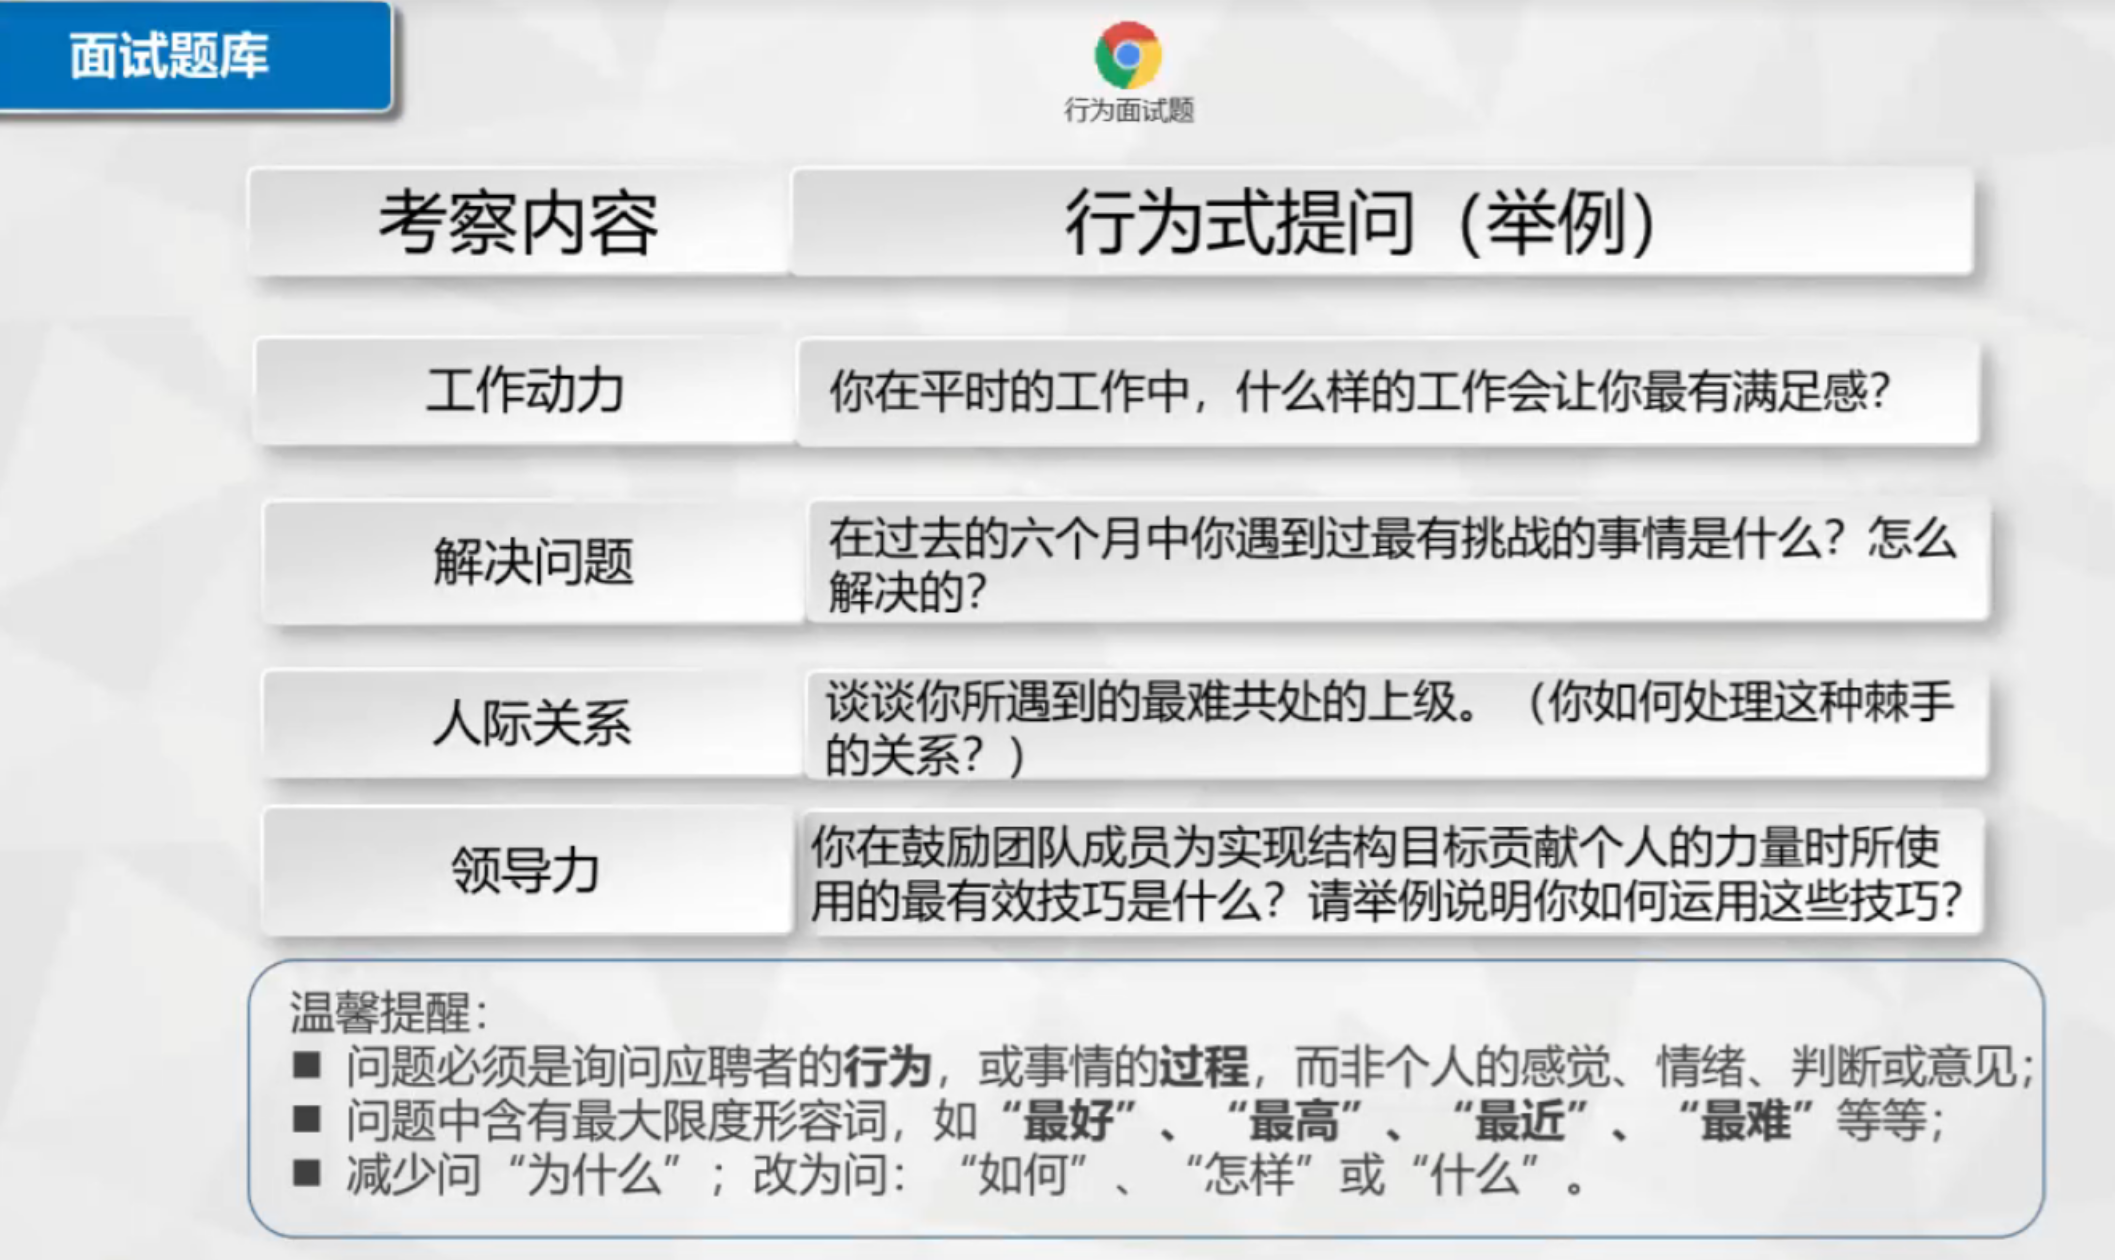 面试题库
行为面试题
考察内容
行为式提问（举例）
工作动力
你在平时的工作中，什么样的工作会让你最有满足感？
解决问题
在过去的六个月中你遇到过最有挑战的事情是什么？怎么
解决的？
人际关系
谈谈你所遇到的最难共处的上级。（你如何处理这种棘手
的关系？）
领导力
你在鼓励团队成员为实现结构目标贡献个人的力量时所使
用的最有效技巧是什么？请举例说明你如何运用这些技巧？
温馨提醒：
■ 问题必须是询问应聘者的行为，或事情的过程，而非个人的感觉、情绪、判断或意见；
■ 问题中含有最大限度形容词，如“最好”、“最高”、“最近”、“最难”等等；
■ 减少问“为什么”；改为问：“如何”、“怎样”或“什么”。